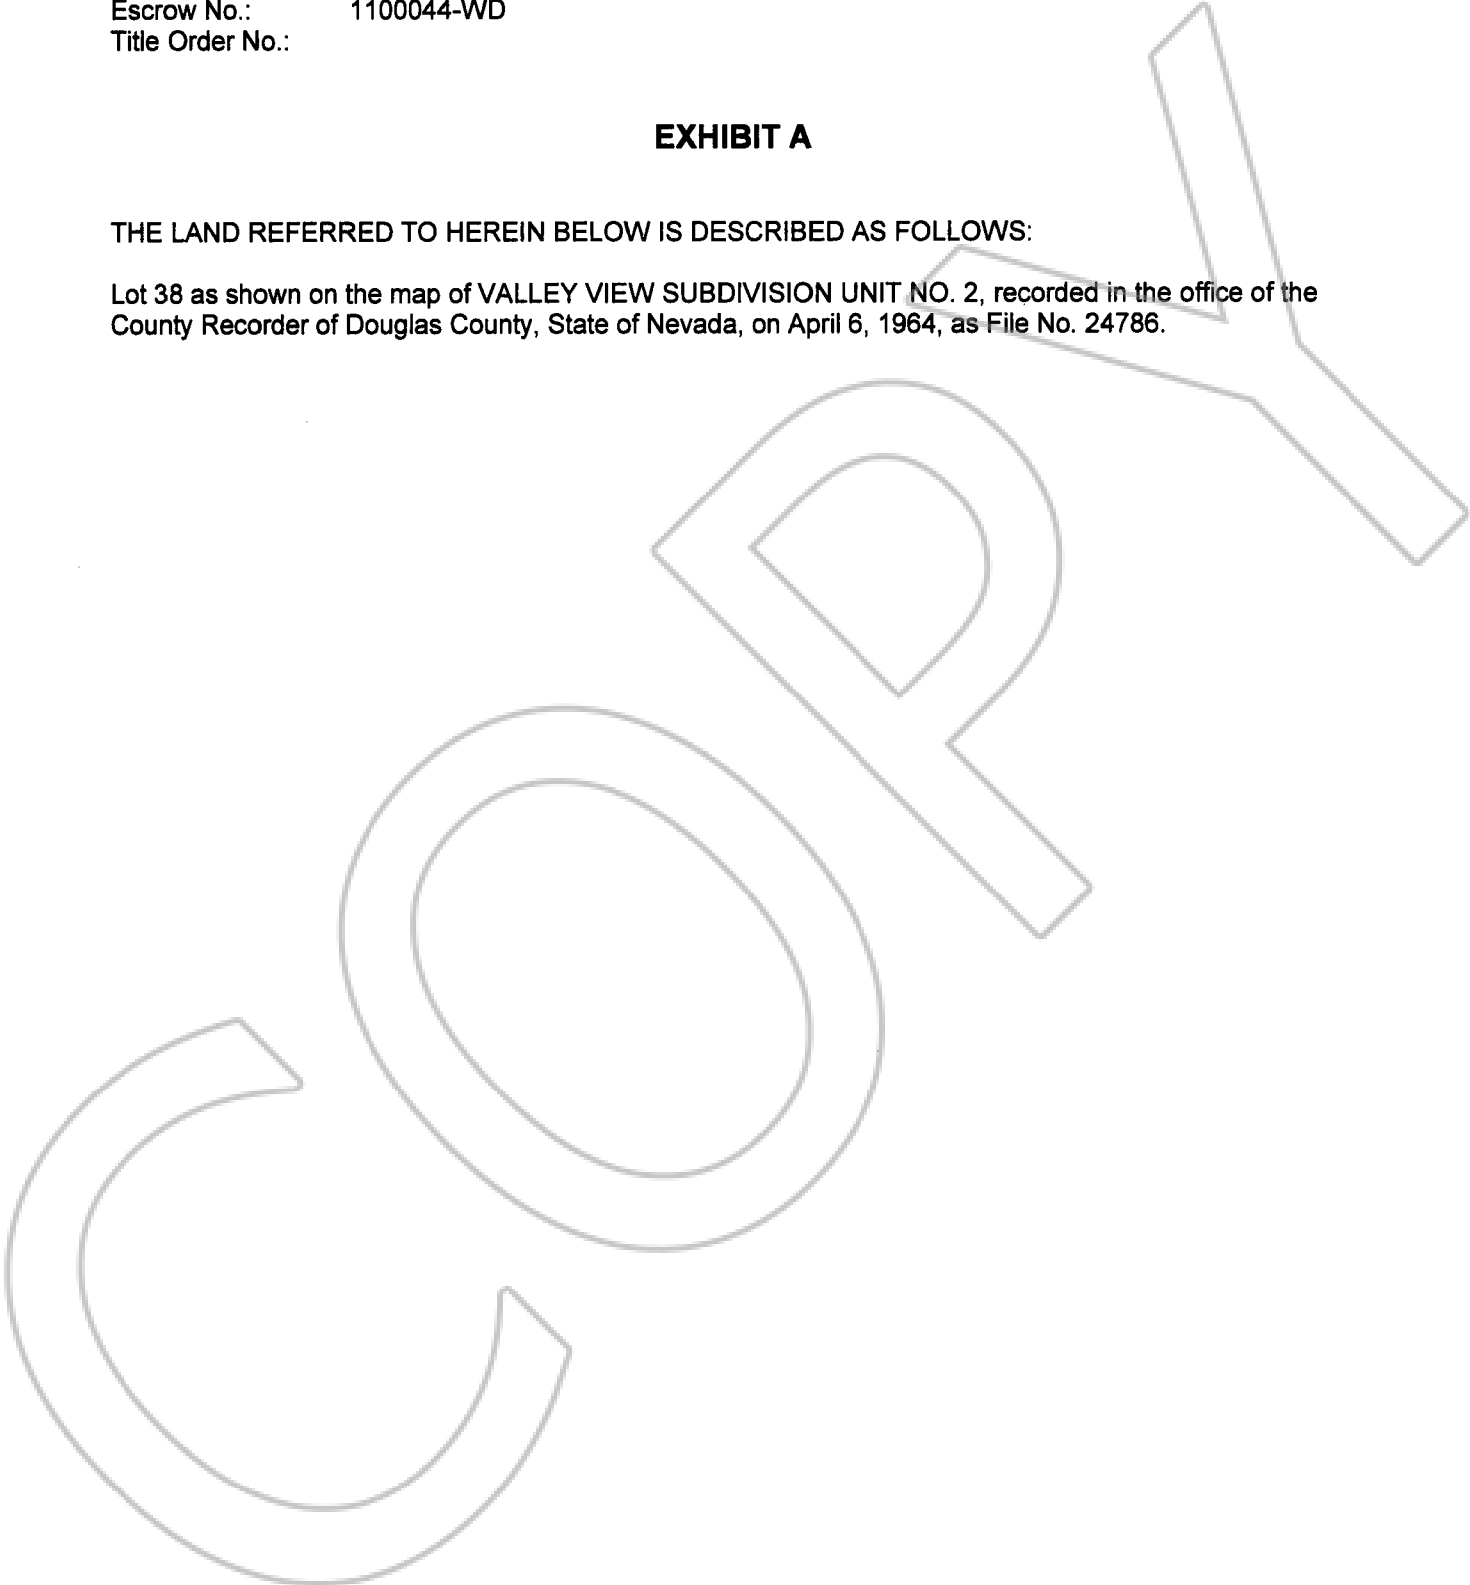 Escrow No.: 1100044-WD
Title Order No.:
EXHIBIT A
THE LAND REFERRED TO HEREIN BELOW IS DESCRIBED AS FOLLOWS:
Lot 38 as shown on the map of VALLEY VIEW SUBDIVISION UNIT NO. 2, recorded in the office of the
County Recorder of Douglas County, State of Nevada, on April 6, 1964, as File No. 24786.
COPY